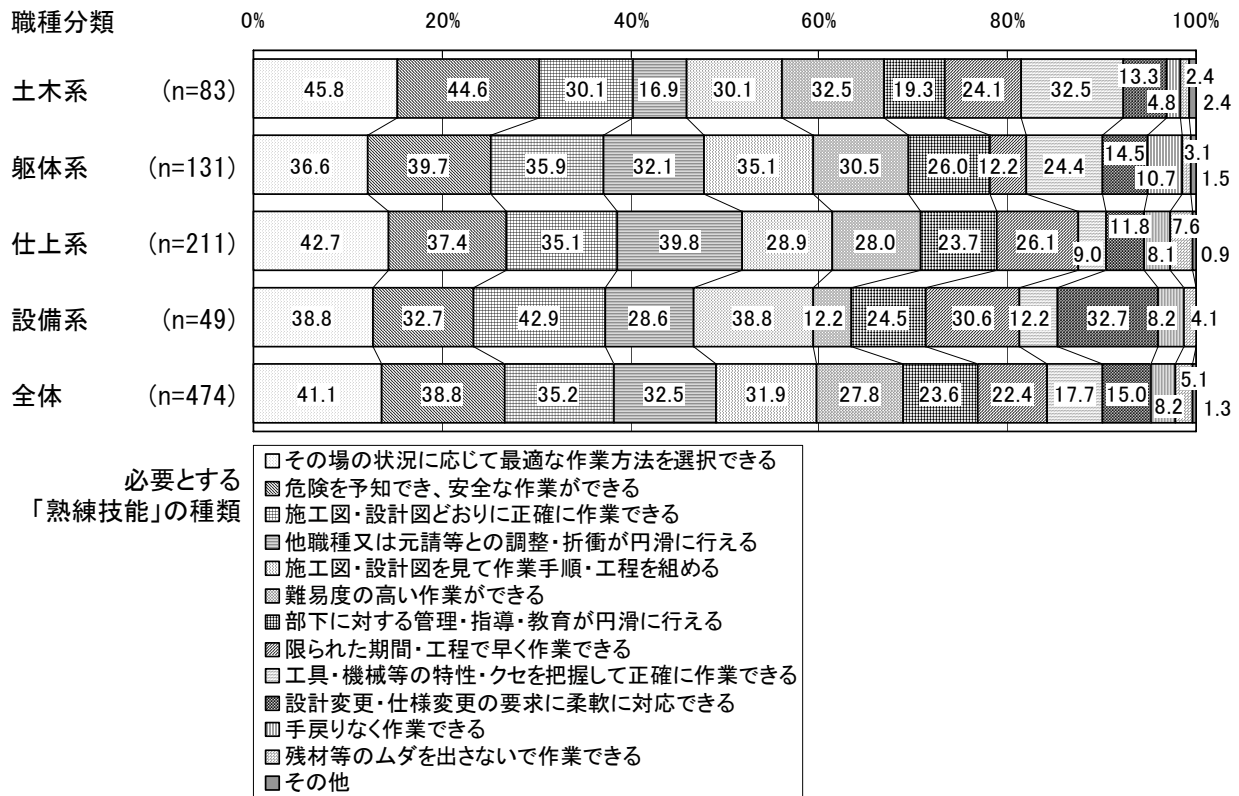 職種分類 0% 20% 40% 60% 80% 100%
土木系 (n=83) 45.8 44.6 30.1 16.9 30.1 32.5 19.3 24.1 32.5 13.3 4.8 2.4 2.4
躯体系 (n=131) 36.6 39.7 35.9 32.1 35.1 30.5 26.0 12.2 24.4 14.5 10.7 3.1 1.5
仕上系 (n=211) 42.7 37.4 35.1 39.8 28.9 28.0 23.7 26.1 9.0 11.8 8.1 7.6 0.9
設備系 (n=49) 38.8 32.7 42.9 28.6 38.8 12.2 24.5 30.6 12.2 32.7 8.2 4.1
全体 (n=474) 41.1 38.8 35.2 32.5 31.9 27.8 23.6 22.4 17.7 15.0 8.2 5.1 1.3
必要とする
「熟練技能」の種類
その場の状況に応じて最適な作業方法を選択できる
危険を予知でき、安全な作業ができる
施工図・設計図どおりに正確に作業できる
他職種又は元請等との調整・折衝が円滑に行える
施工図・設計図を見て作業手順・工程を組める
難易度の高い作業ができる
部下に対する管理・指導・教育が円滑に行える
限られた期間・工程で早く作業できる
工具・機械等の特性・クセを把握して正確に作業できる
設計変更・仕様変更の要求に柔軟に対応できる
手戻りなく作業できる
残材等のムダを出さないで作業できる
その他